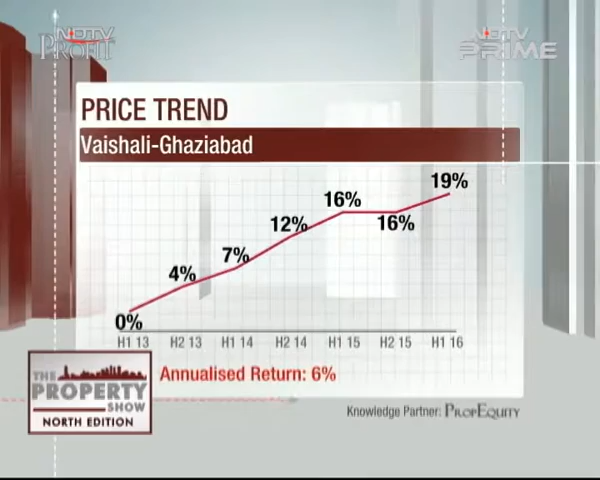 NDTV
PROFIT
NDTV
PRIME
PRICE TREND
Vaishali-Ghaziabad
19%
16%
16%
12%
7%
4%
0%
H1 13 H2 13 H1 14 H2 14 H1 15 H2 15 H1 16
Annualised Return: 6%
THE
PROPERTY
SHOW
NORTH EDITION
Knowledge Partner: PROPEQUITY